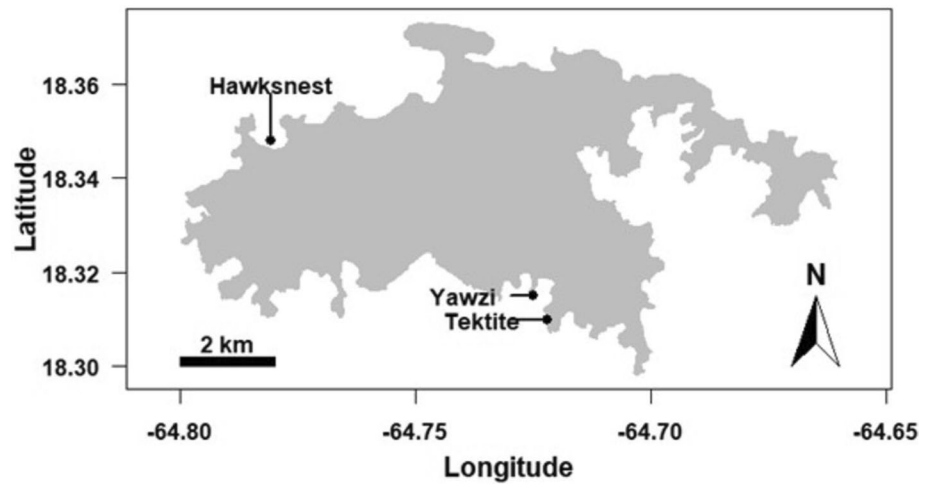 18.36
Hawksnest
18.34
Latitude
18.32
N
Yawzi
Tektite
2 km
18.30
-64.80
-64.75
-64.70
-64.65
Longitude